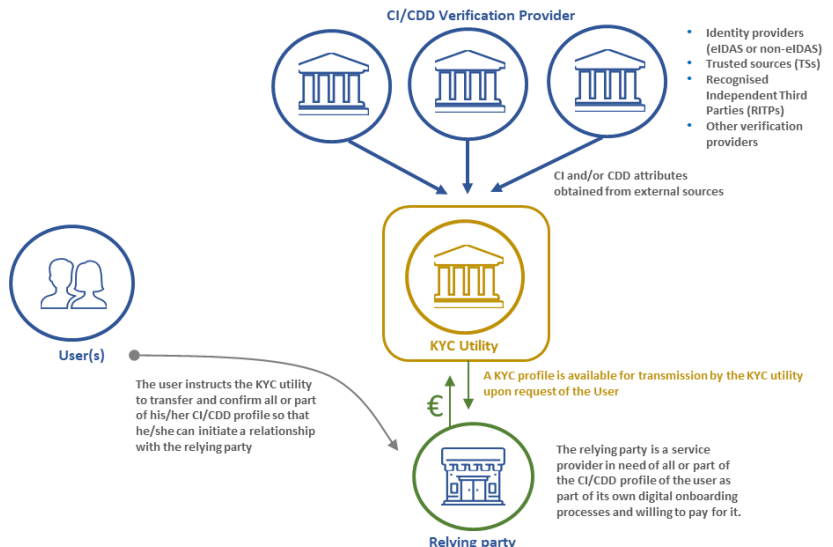 CI/CDD Verification Provider
• Identity providers
(eIDAS or non-eIDAS)
• Trusted sources (TSs)
• Recognised
Independent Third
Parties (RITPs)
• Other verification
providers
CI and/or CDD attributes
obtained from external sources
KYC Utility
User(s)
The user instructs the KYC utility
to transfer and confirm all or part
of his/her CI/CDD profile so that
he/she can initiate a relationship
with the relying party
A KYC profile is available for transmission by the KYC utility
upon request of the User
€
The relying party is a service
provider in need of all or part of
the CI/CDD profile of the user as
part of its own digital onboarding
processes and willing to pay for it.
Relying party